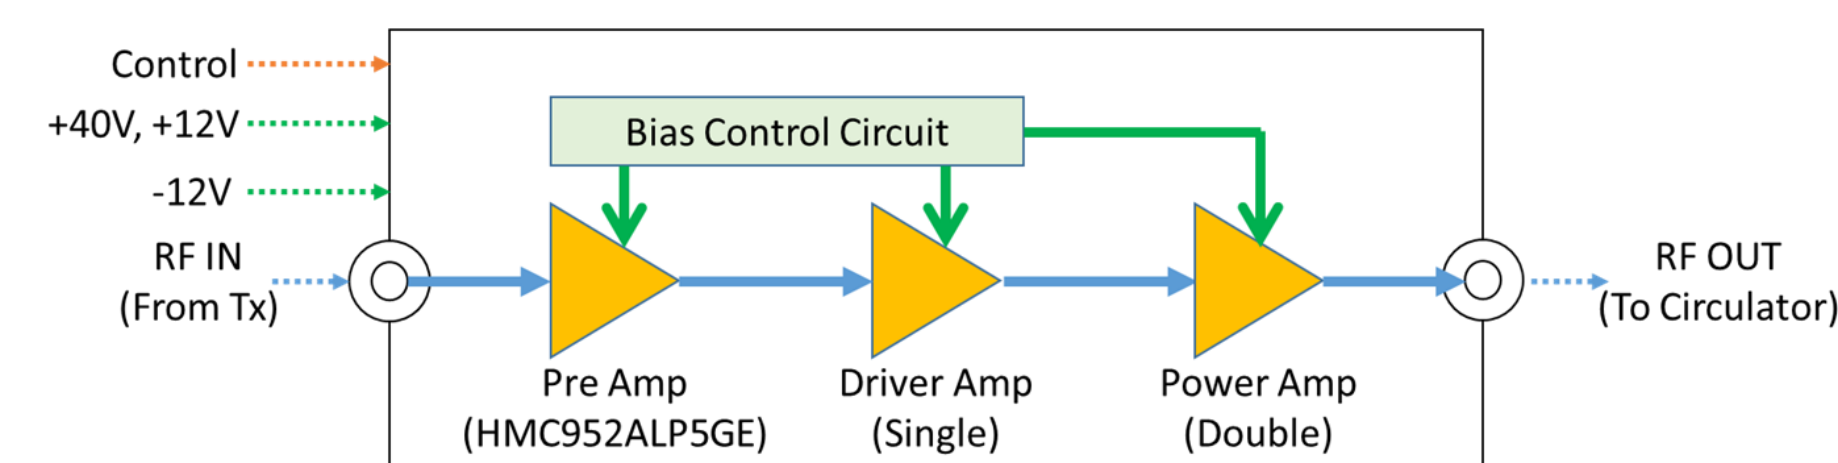 Control
+40V, +12V
-12V
RF IN
(From Tx)
Bias Control Circuit
Pre Amp
(HMC952ALP5GE)
Driver Amp
(Single)
Power Amp
(Double)
RF OUT
(To Circulator)